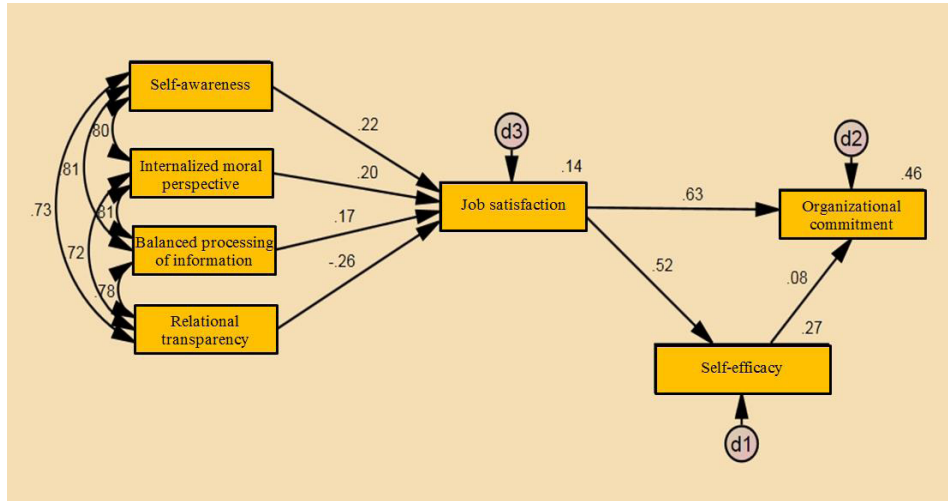 Self-awareness
Internalized moral
perspective
Balanced processing
of information
Relational
transparency
.80
.81
.81
.73
.72
.78
.22
.20
.17
-.26
d3
.14
Job satisfaction
.63
.52
d2
.46
Organizational
commitment
.08
.27
Self-efficacy
d1